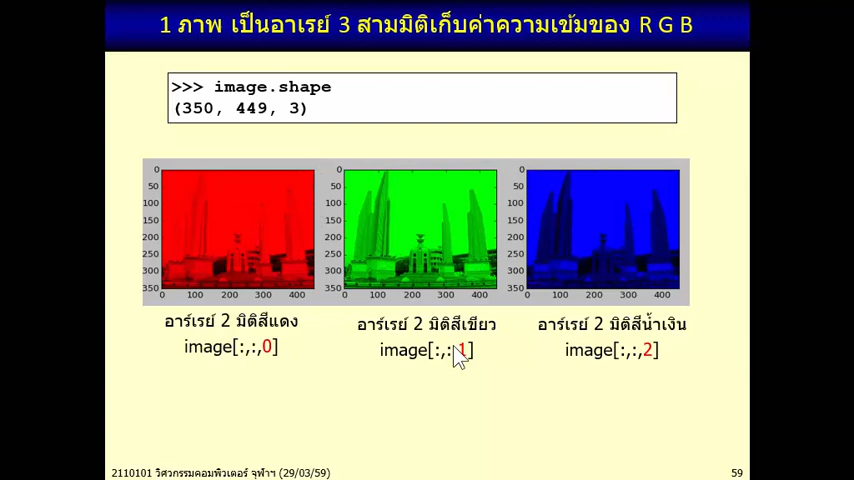 1 ภาพ เป็นอาเรย์ 3 สามมิติเก็บค่าความเข้มของ R G B
>>> image.shape
(350, 449, 3)
0
50
100
150
200
250
300
350
0 100 200 300 400
0
50
100
150
200
250
300
350
0 100 200 300 400
0
50
100
150
200
250
300
350
0 100 200 300 400
อาร์เรย์ 2 มิติสีแดง
image[:,:,0]
อาร์เรย์ 2 มิติสีเขียว
image[:,:,1]
อาร์เรย์ 2 มิติสีน้ำเงิน
image[:,:,2]
2110101 วิศวกรรมคอมพิวเตอร์ จุฬาฯ (29/03/59)
59